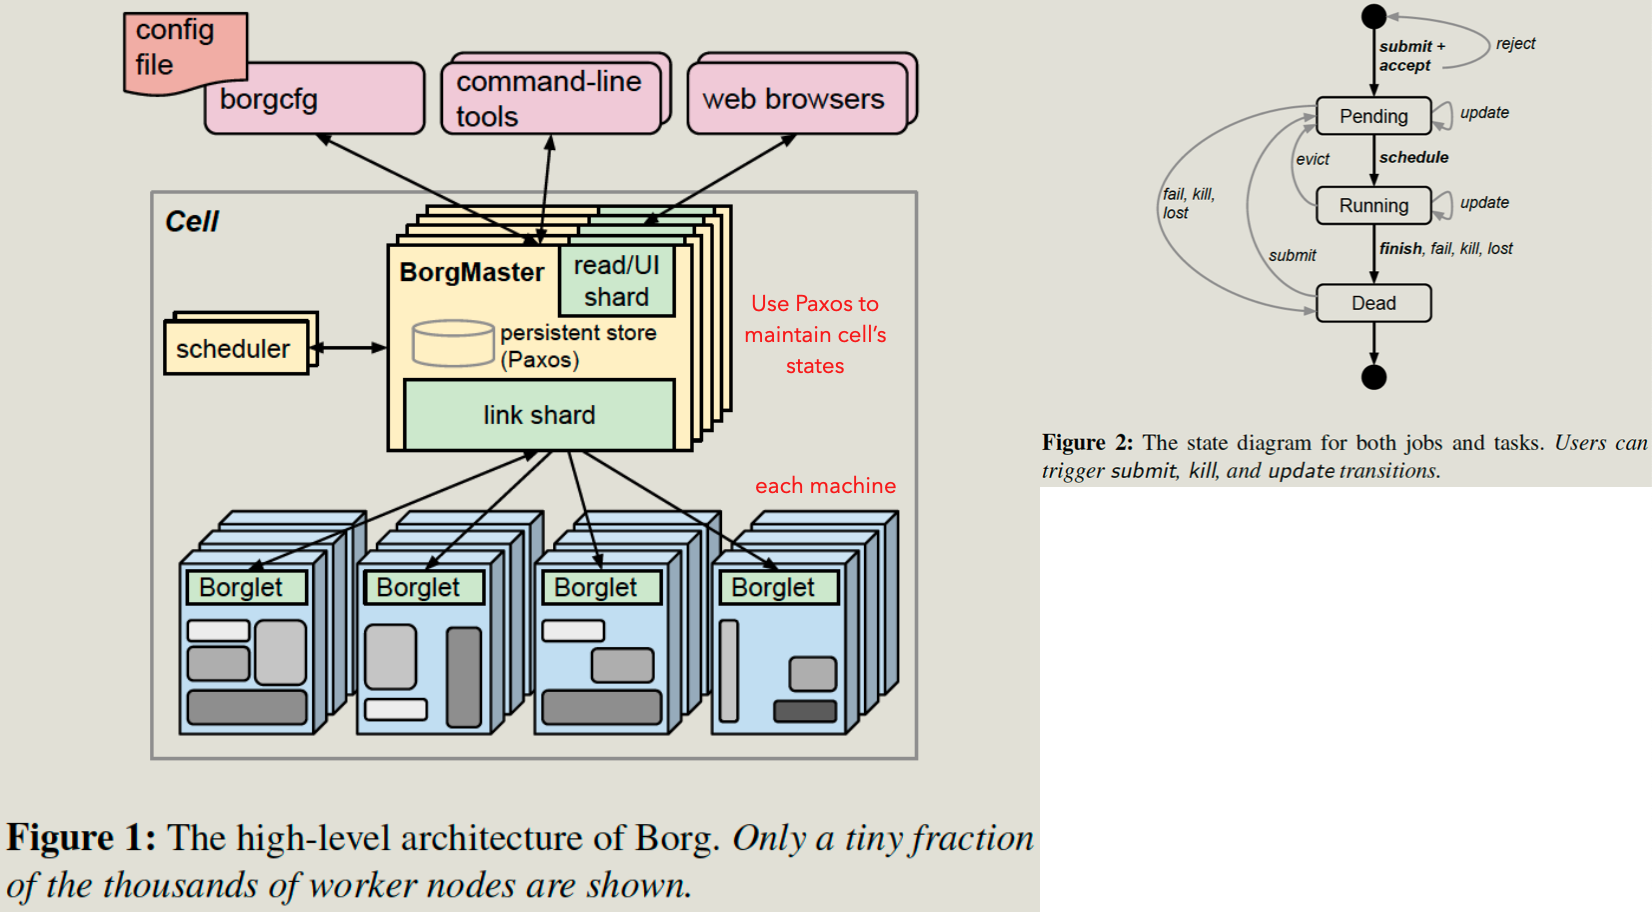 config
file
borgcfg
command-line
tools
web browsers
Cell
BorgMaster
read/UI
shard
persistent store
(Paxos)
link shard
scheduler
Use Paxos to
maintain cell's
states
each machine
Borglet
Borglet
Borglet
Borglet
Figure 1: The high-level architecture of Borg. Only a tiny fraction
of the thousands of worker nodes are shown.
submit +
accept
reject
Pending
update
evict
schedule
fail, kill,
lost
Running
update
submit
finish, fail, kill, lost
Dead
Figure 2: The state diagram for both jobs and tasks. Users can
trigger submit, kill, and update transitions.